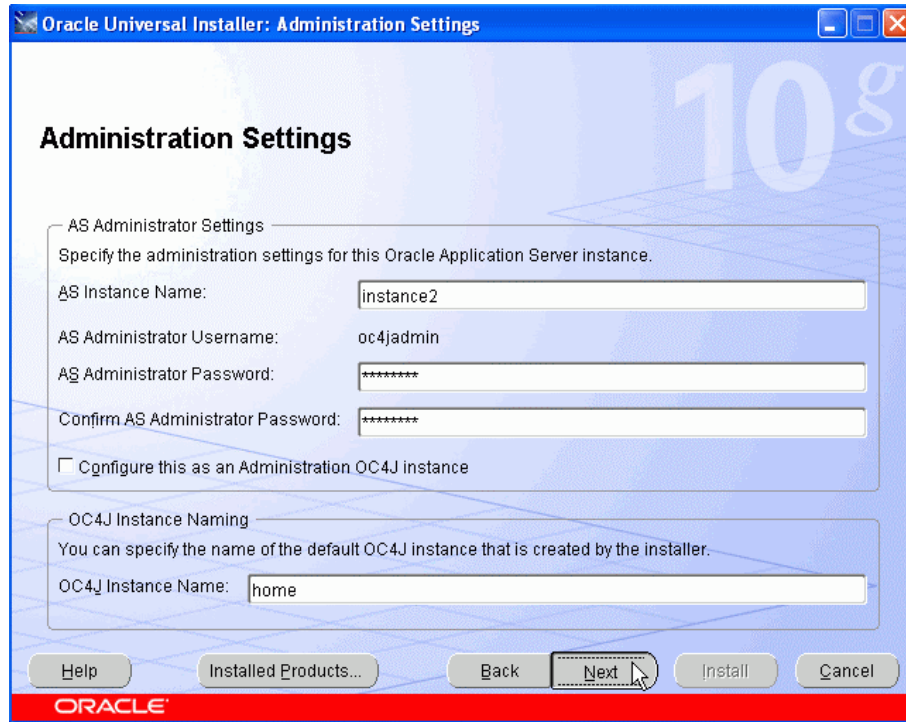 Oracle Universal Installer: Administration Settings
10g
Administration Settings
AS Administrator Settings
Specify the administration settings for this Oracle Application Server instance.
AS Instance Name: instance2
AS Administrator Username: oc4jadmin
AS Administrator Password: ********
Confirm AS Administrator Password: ********
Configure this as an Administration OC4J instance
OC4J Instance Naming
You can specify the name of the default OC4J instance that is created by the installer.
OC4J Instance Name: home
Help Installed Products... Back Next Install Cancel
ORACLE